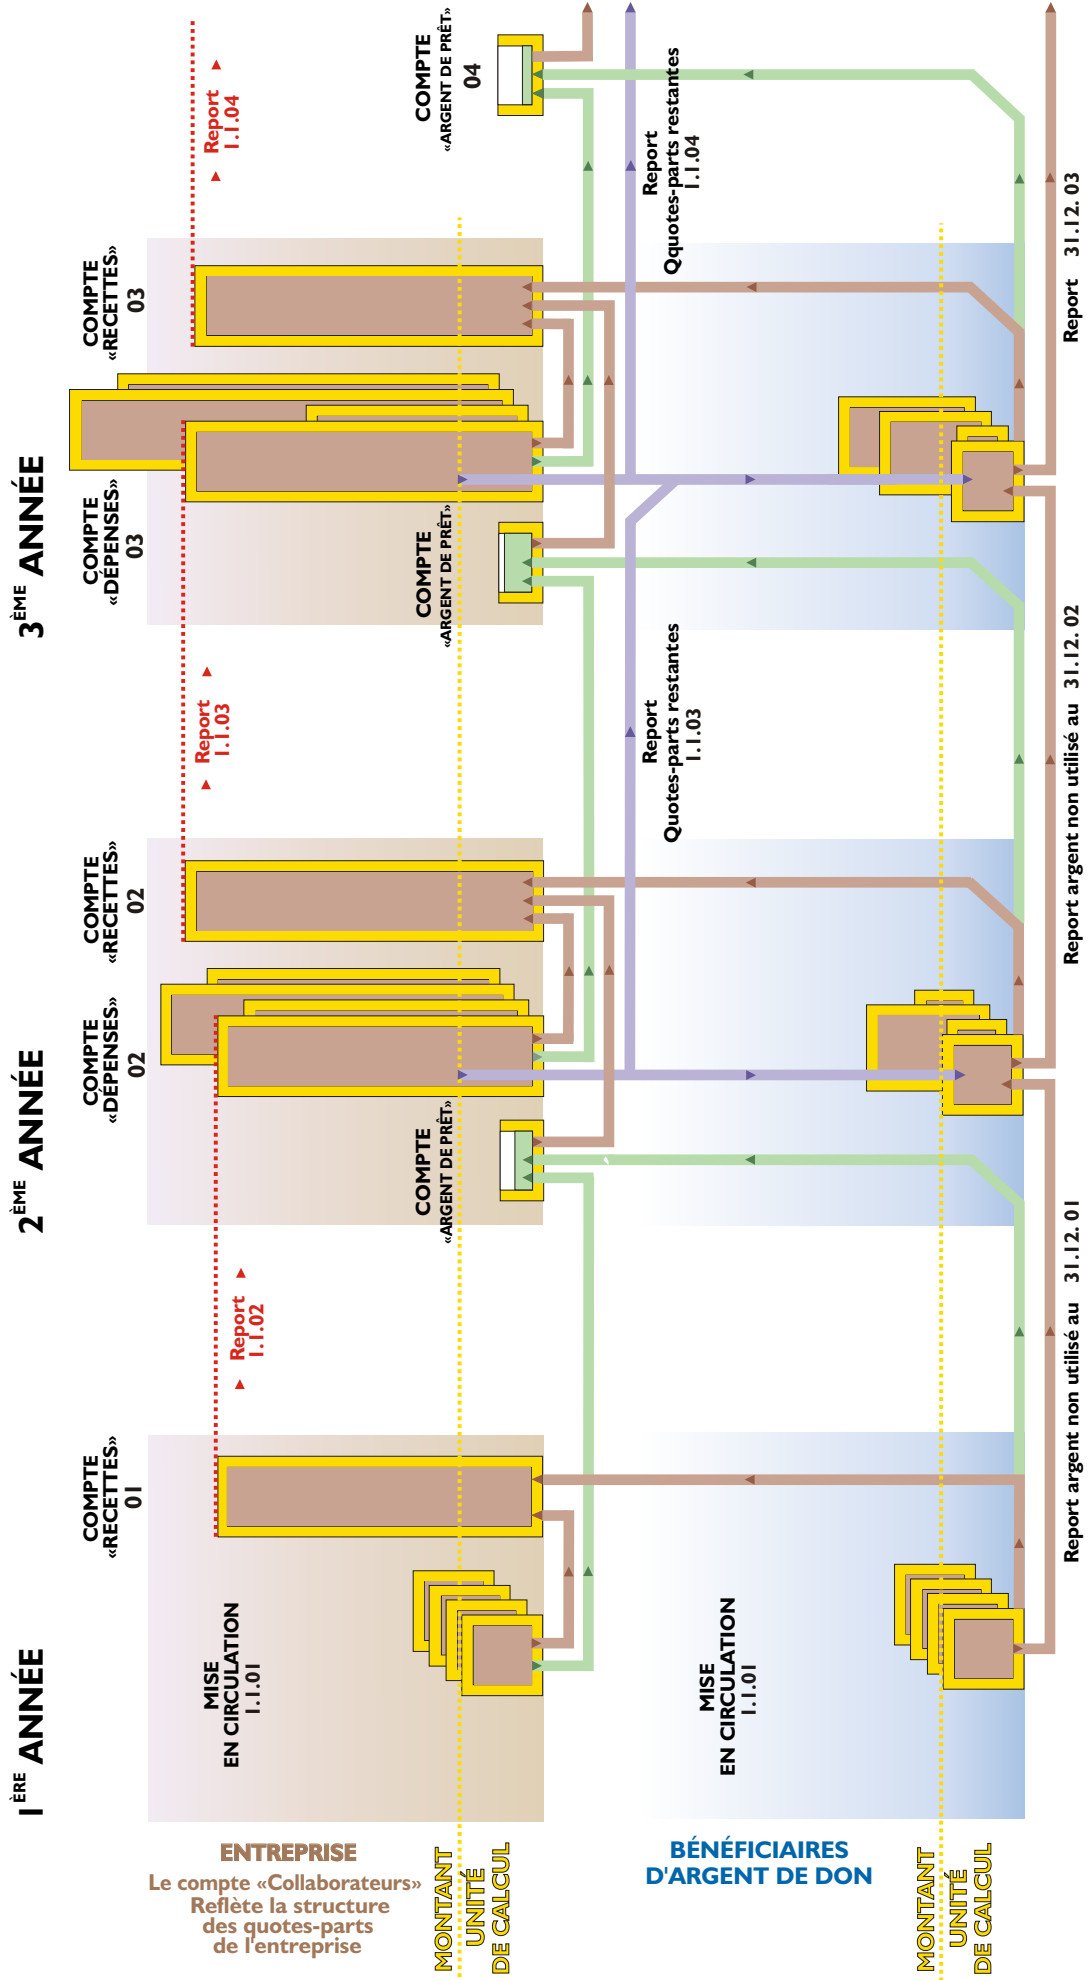 1ÈRE ANNÉE
2ÈME ANNÉE
3ÈME ANNÉE
COMPTE
«RECETTES»
01
COMPTE
«DÉPENSES»
02
COMPTE
«RECETTES»
02
COMPTE
«DÉPENSES»
03
COMPTE
«RECETTES»
03
Report
1.1.02
Report
1.1.03
Report
1.1.04
MISE
EN CIRCULATION
1.1.01
COMPTE
«ARGENT DE PRÊT»
COMPTE
«ARGENT DE PRÊT»
COMPTE
«ARGENT DE PRÊT»
04
ENTREPRISE
Le compte «Collaborateurs»
Reflète la structure
des quotes-parts
de l'entreprise
MONTANT
UNITÉ
DE CALCUL
Report
Quotes-parts restantes
1.1.03
Report
Qquotes-parts restantes
1.1.04
BÉNÉFICIAIRES
D'ARGENT DE DON
MISE
EN CIRCULATION
1.1.01
MONTANT
UNITÉ
DE CALCUL
Report argent non utilisé au 31.12. 01
Report argent non utilisé au 31.12. 02
Report 31.12. 03